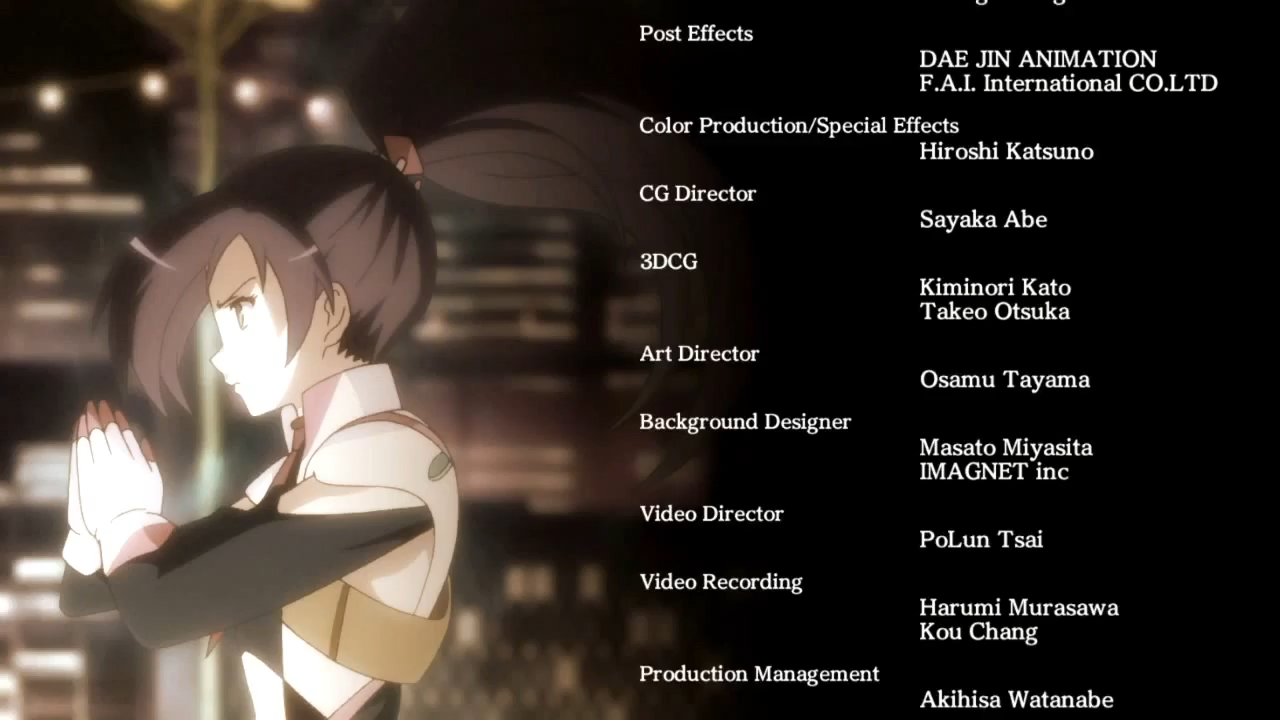 Post Effects
DAE JIN ANIMATION
F.A.I. International CO.LTD
Color Production/Special Effects
Hiroshi Katsuno
CG Director
Sayaka Abe
3DCG
Kiminori Kato
Takeo Otsuka
Art Director
Osamu Tayama
Background Designer
Masato Miyasita
IMAGNET inc
Video Director
PoLun Tsai
Video Recording
Harumi Murasawa
Kou Chang
Production Management
Akihisa Watanabe